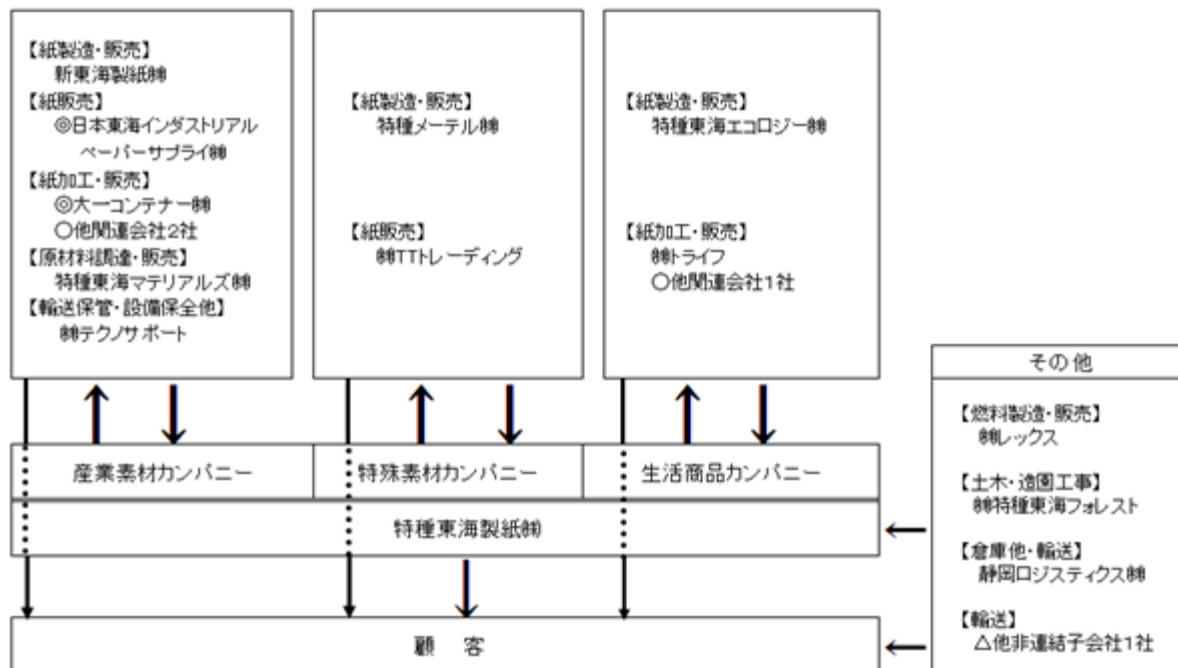 【紙製造・販売】
新東海製紙㈱
【紙販売】
◎日本東海インダストリアル
ペーパーサプライ㈱
【紙加工・販売】
◎大一コンテナー㈱
○他関連会社2社
【原材料調達・販売】
特種東海マテリアルズ㈱
【輸送保管・設備保全他】
㈱テクノサポート
【紙製造・販売】
特種メーテル㈱
【紙販売】
㈱TTトレーディング
【紙製造・販売】
特種東海エコロジー㈱
【紙加工・販売】
㈱トライフ
○他関連会社1社
産業素材カンパニー
特殊素材カンパニー
生活商品カンパニー
特種東海製紙㈱
顧 客
その他
【燃料製造・販売】
㈱レックス
【土木・造園工事】
㈱特種東海フォレスト
【倉庫他・輸送】
静岡ロジスティクス㈱
【輸送】
△他非連結子会社1社